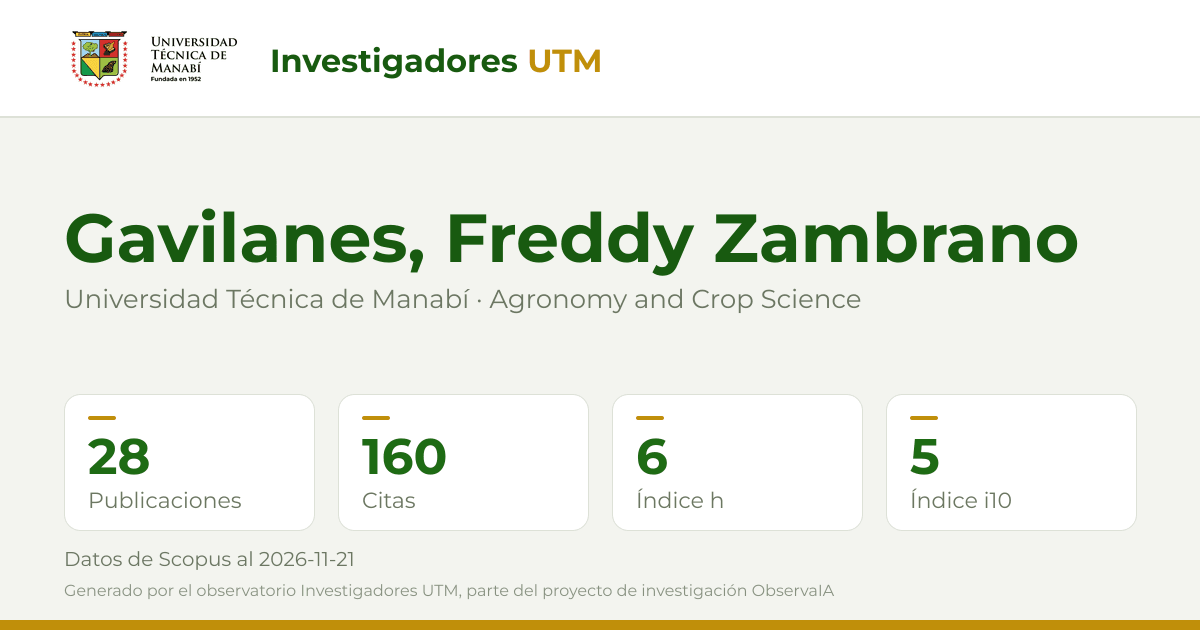 UNIVERSIDAD
TÉCNICA DE
MANABÍ
Fundada en 1952
Investigadores UTM
Gavilanes, Freddy Zambrano
Universidad Técnica de Manabí · Agronomy and Crop Science
28
Publicaciones
160
Citas
6
Índice h
5
Índice i10
Datos de Scopus al 2026-11-21
Generado por el observatorio Investigadores UTM, parte del proyecto de investigación ObservaIA